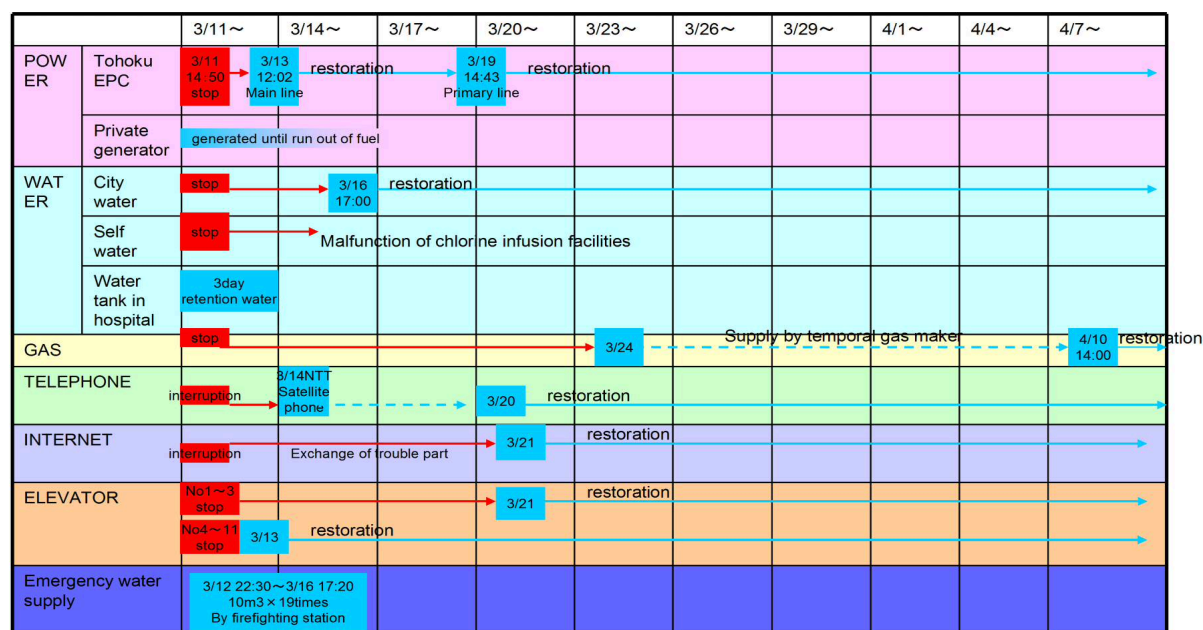 3/11～ 3/14～ 3/17～ 3/20～ 3/23～ 3/26～ 3/29～ 4/1～ 4/4～ 4/7～
POW
ER
Tohoku
EPC
3/11
14:50
stop
3/13
12:02
Main line
restoration
3/19
14:43
Primary line
restoration
Private
generator
generated until run out of fuel
WAT
ER
City
water
stop
3/16
17:00
restoration
Self
water
stop
Malfunction of chlorine infusion facilities
Water
tank in
hospital
3day
retention water
GAS
stop
3/24
Supply by temporal gas maker
4/10
14:00
restoration
TELEPHONE
interruption
3/14NTT
Satellite
phone
3/20
restoration
INTERNET
interruption
Exchange of trouble part
3/21
restoration
ELEVATOR
No1～3
stop
3/21
restoration
No4～11
stop
3/13
restoration
Emergency water
supply
3/12 22:30～3/16 17:20
10m3×19times
By firefighting station